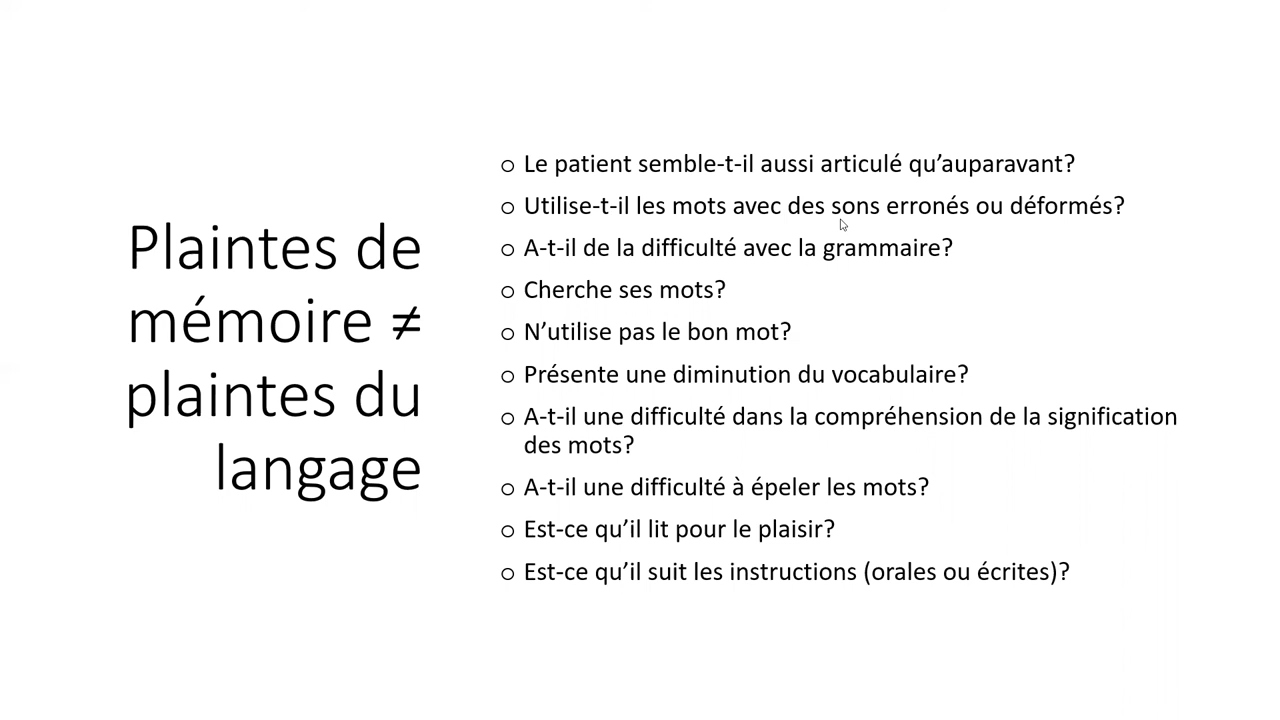 Plaintes de
mémoire ≠
plaintes du
langage
o Le patient semble-t-il aussi articulé qu’auparavant?
o Utilise-t-il les mots avec des sons erronés ou déformés?
o A-t-il de la difficulté avec la grammaire?
o Cherche ses mots?
o N’utilise pas le bon mot?
o Présente une diminution du vocabulaire?
o A-t-il une difficulté dans la compréhension de la signification
des mots?
o A-t-il une difficulté à épeler les mots?
o Est-ce qu’il lit pour le plaisir?
o Est-ce qu’il suit les instructions (orales ou écrites)?